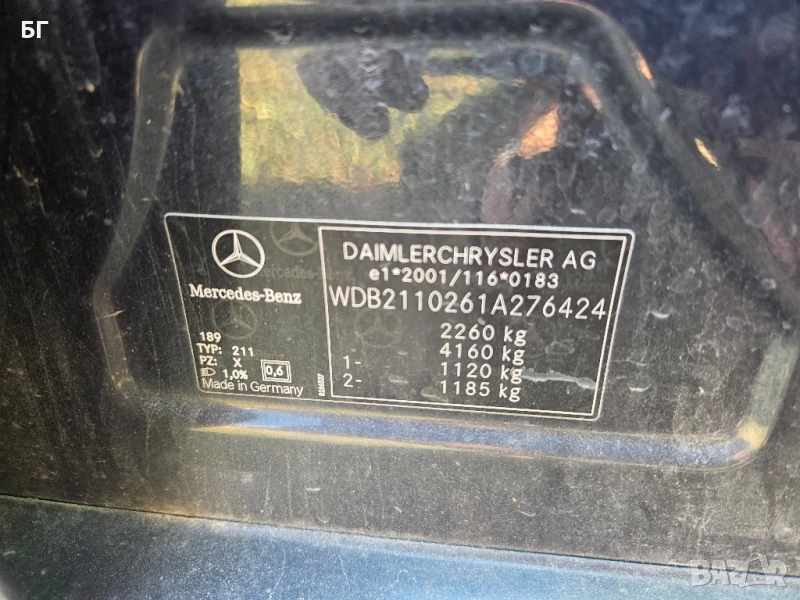 БГ
DAIMLERCHRYSLER AG
e1*2001/116*0183
WDB2110261A276424
2260 kg
4160 kg
1- 1120 kg
2- 1185 kg
Mercedes-Benz
189
TYP: 211
PZ: X
1,0% 0,6
Made in Germany
BAZAR